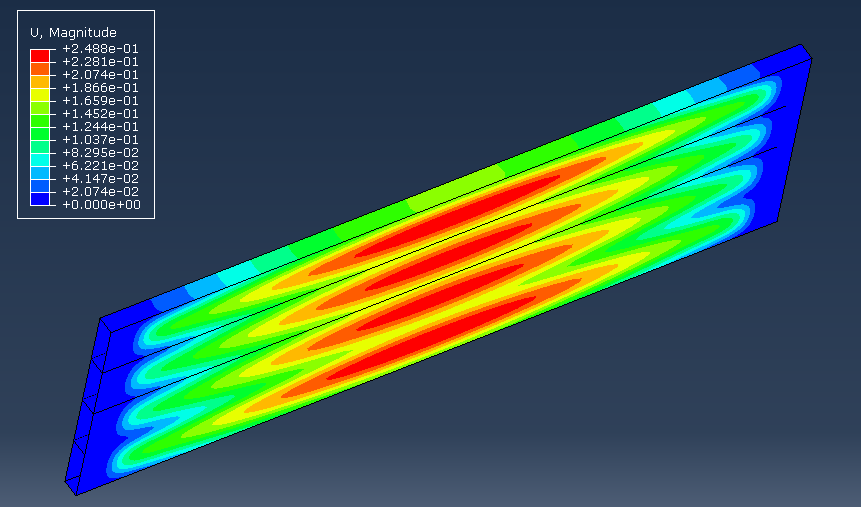 U, Magnitude
+2.488e-01
+2.281e-01
+2.074e-01
+1.866e-01
+1.659e-01
+1.452e-01
+1.244e-01
+1.037e-01
+8.295e-02
+6.221e-02
+4.147e-02
+2.074e-02
+0.000e+00